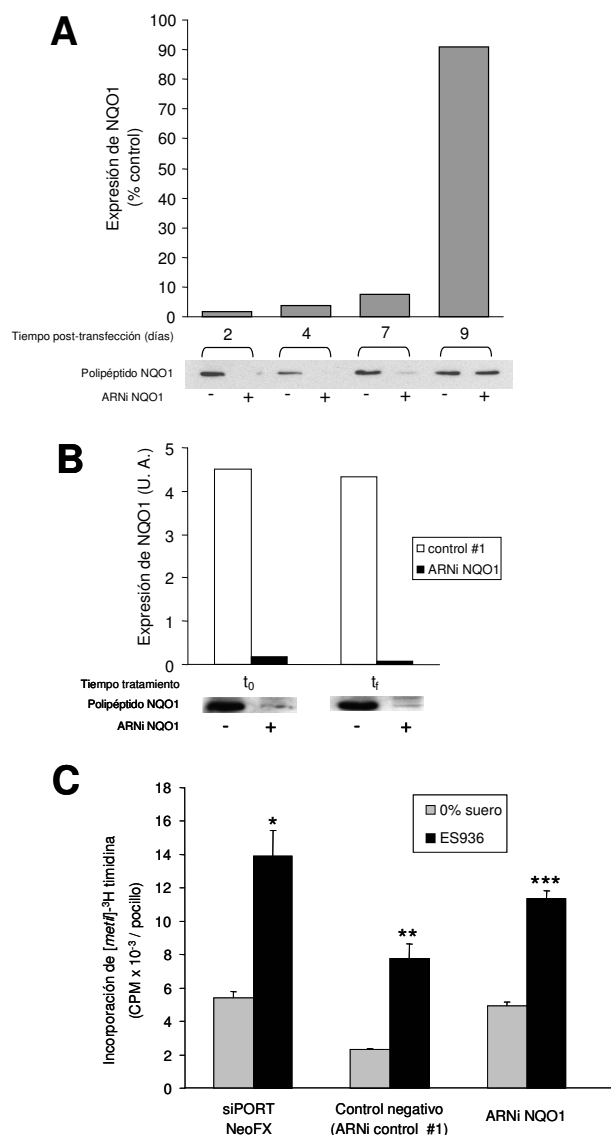 A
Expresión de NQO1
(% control)
100
90
80
70
60
50
40
30
20
10
0
Tiempo post-transfección (días) 2 4 7 9
Polipéptido NQO1
ARNi NQO1 - + - + - + - +
B
Expresión de NQO1 (U. A.)
5
4
3
2
1
0
control #1
ARNi NQO1
Tiempo tratamiento t0 tf
Polipéptido NQO1
ARNi NQO1 - + - +
C
Incorporación de [metil]-³H timidina
(CPM x 10⁻³ / pocillo)
18
16
14
12
10
8
6
4
2
0
0% suero
ES936
* ** ***
siPORT
NeoFX
Control negativo
(ARNi control #1)
ARNi NQO1